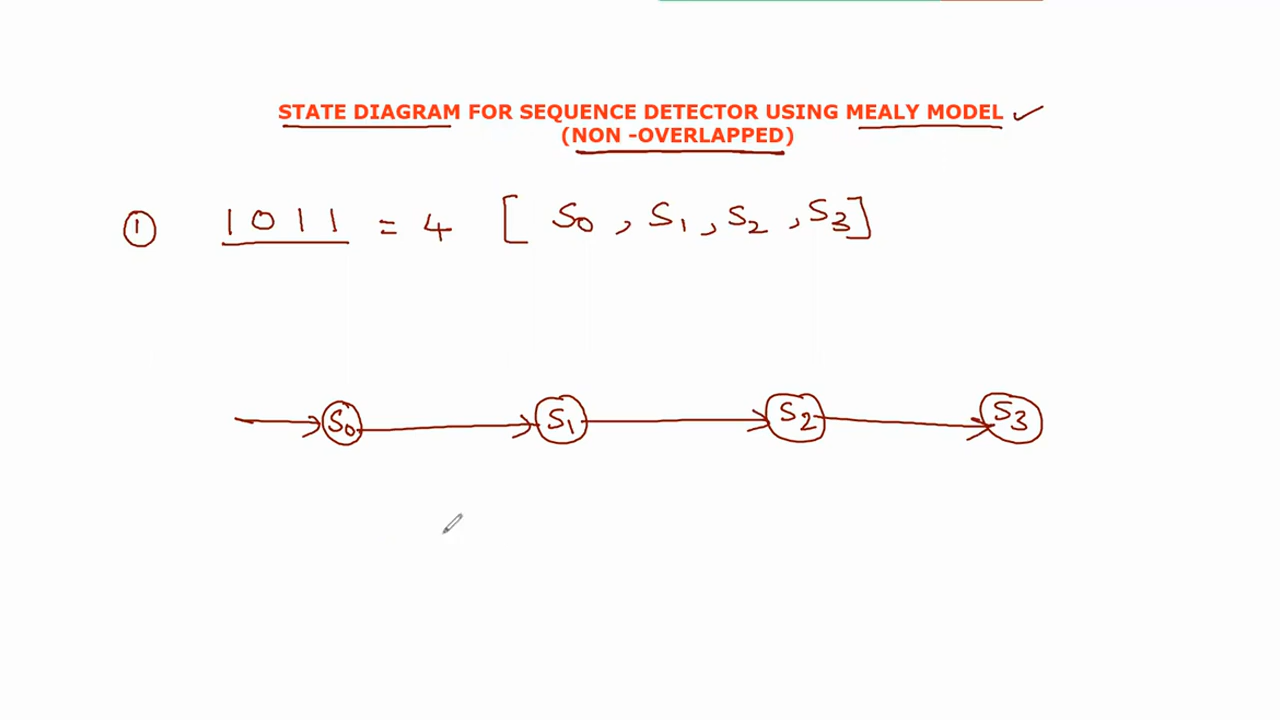 STATE DIAGRAM FOR SEQUENCE DETECTOR USING MEALY MODEL ✓
(NON -OVERLAPPED)
① 1011 = 4 [ S0 , S1 , S2 , S3 ]
S0 S1 S2 S3